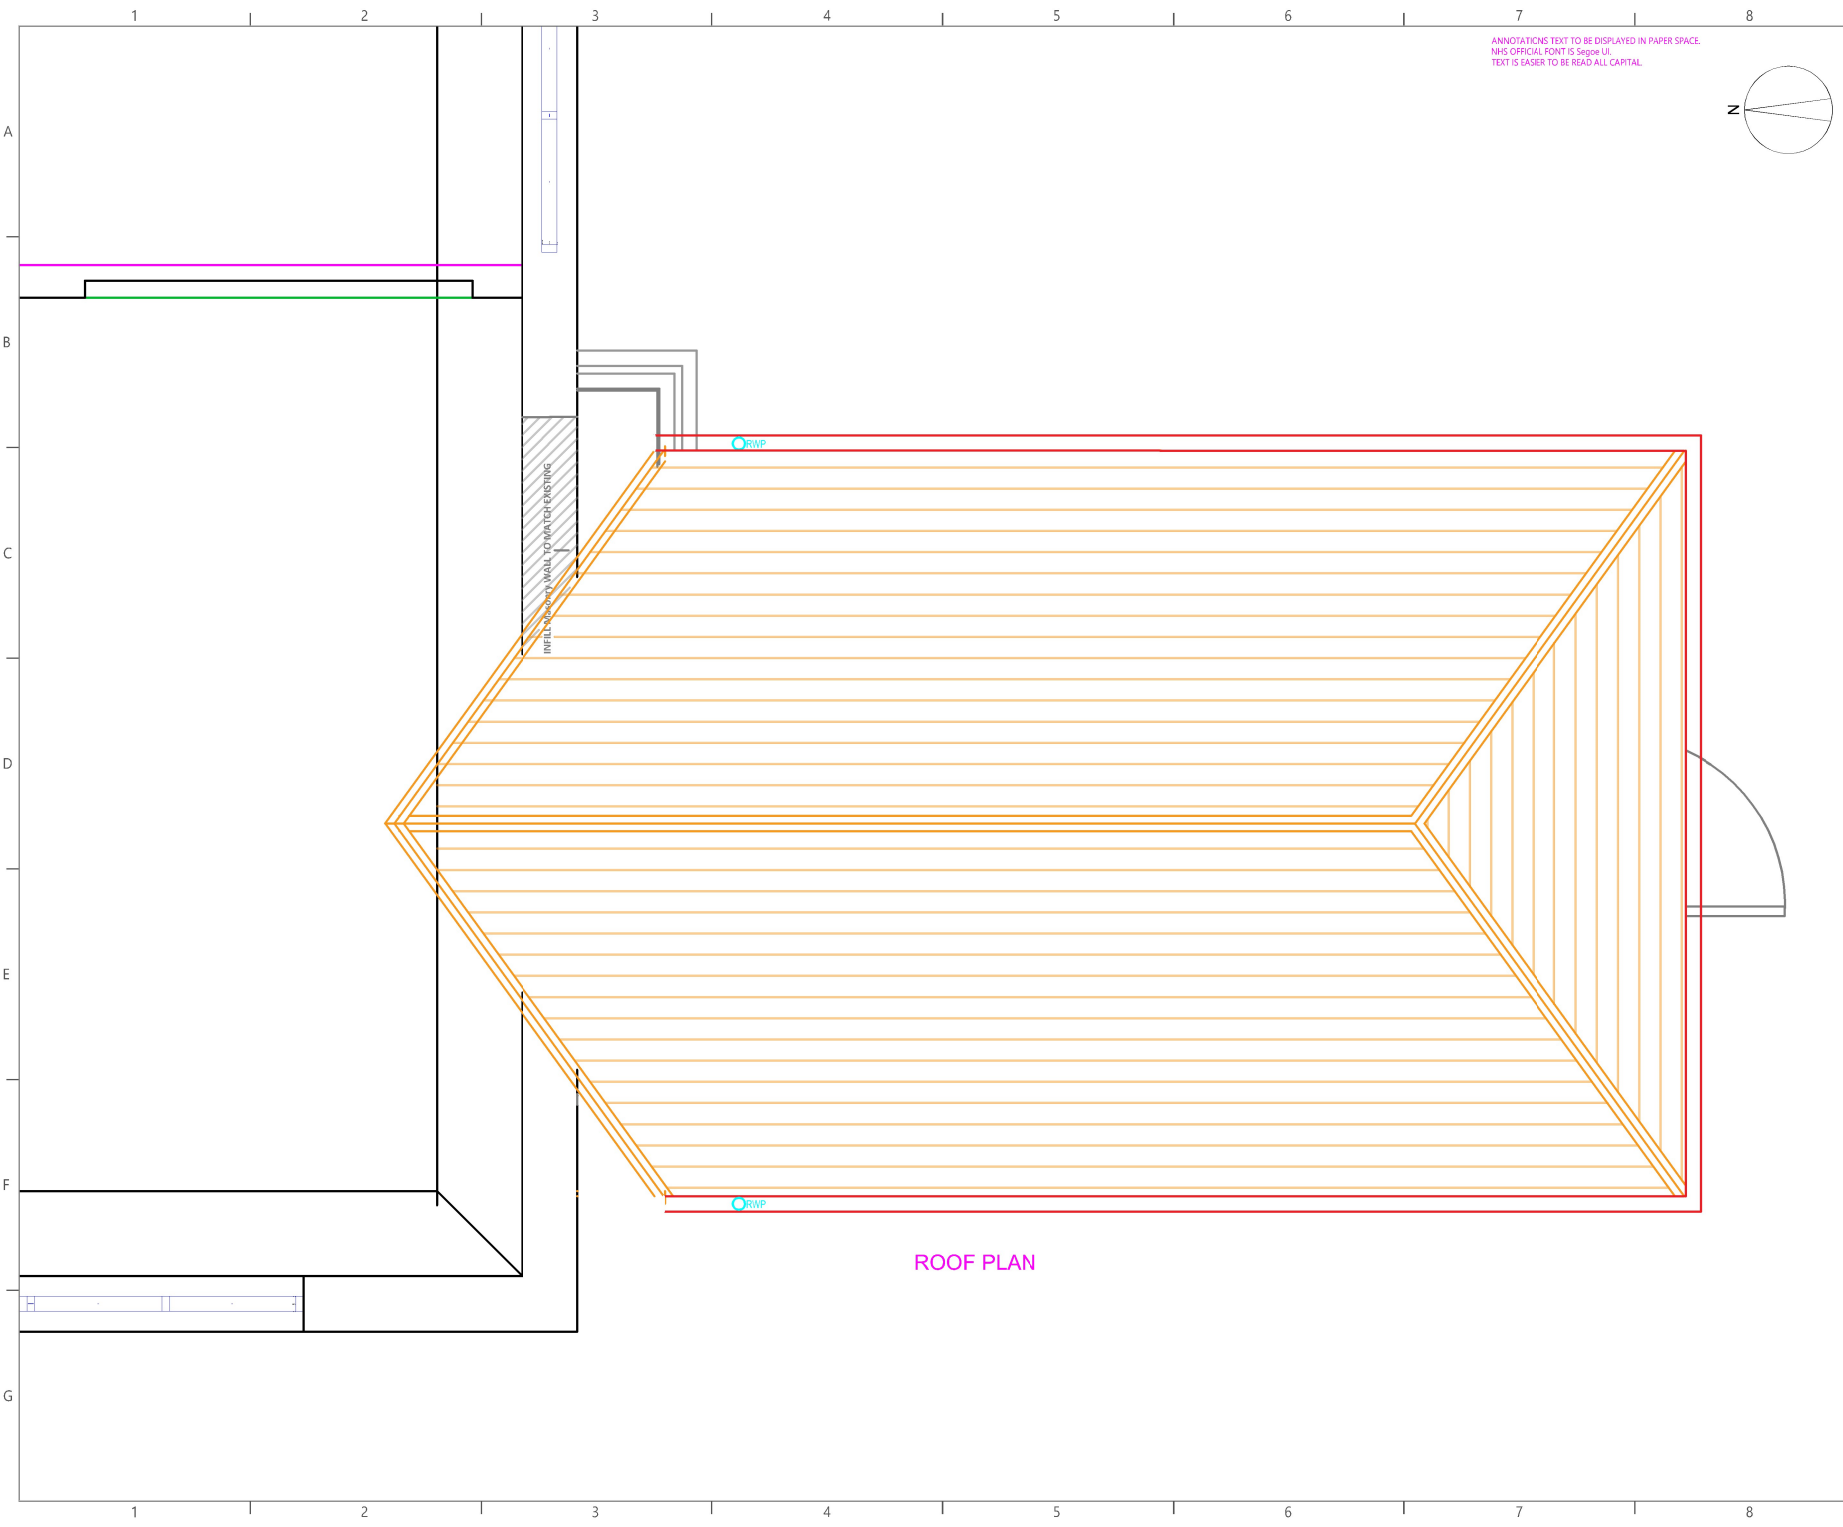 1 2 3 4 5 6 7 8
ANNOTATIONS TEXT TO BE DISPLAYED IN PAPER SPACE.
NHS OFFICIAL FONT IS Segoe UI.
TEXT IS EASIER TO BE READ ALL CAPITAL.
N
A
B
RWP
INFILL Masonry WALL TO MATCH EXISTING
C
D
E
F
RWP
ROOF PLAN
G
1 2 3 4 5 6 7 8